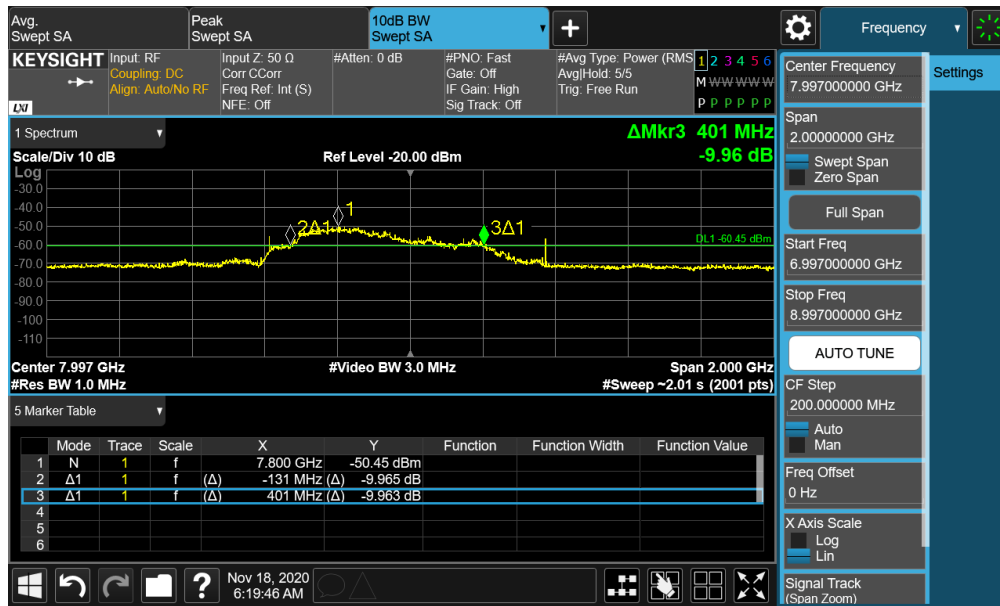 Avg.
Swept SA
Peak
Swept SA
10dB BW
Swept SA
Frequency
KEYSIGHT
LXI
Input: RF
Coupling: DC
Align: Auto/No RF
Input Z: 50 Ω
Corr CCorr
Freq Ref: Int (S)
NFE: Off
#Atten: 0 dB
#PNO: Fast
Gate: Off
IF Gain: High
Sig Track: Off
#Avg Type: Power (RMS
Avg|Hold: 5/5
Trig: Free Run
1 2 3 4 5 6
M W W W W W
P P P P P P
1 Spectrum
ΔMkr3 401 MHz
-9.96 dB
Scale/Div 10 dB
Ref Level -20.00 dBm
Log
-30.0
-40.0
-50.0
-60.0
-70.0
-80.0
-90.0
-100
-110
1
2Δ1
3Δ1
DL1 -60.45 dBm
Center 7.997 GHz
#Video BW 3.0 MHz
Span 2.000 GHz
#Res BW 1.0 MHz
#Sweep ~2.01 s (2001 pts)
5 Marker Table
Mode Trace Scale X Y Function Function Width Function Value
1 N 1 f 7.800 GHz -50.45 dBm
2 Δ1 1 f (Δ) -131 MHz (Δ) -9.965 dB
3 Δ1 1 f (Δ) 401 MHz (Δ) -9.963 dB
4
5
6
Nov 18, 2020
6:19:46 AM
Center Frequency
7.997000000 GHz
Settings
Span
2.00000000 GHz
Swept Span
Zero Span
Full Span
Start Freq
6.997000000 GHz
Stop Freq
8.997000000 GHz
AUTO TUNE
CF Step
200.000000 MHz
Auto
Man
Freq Offset
0 Hz
X Axis Scale
Log
Lin
Signal Track
(Span Zoom)